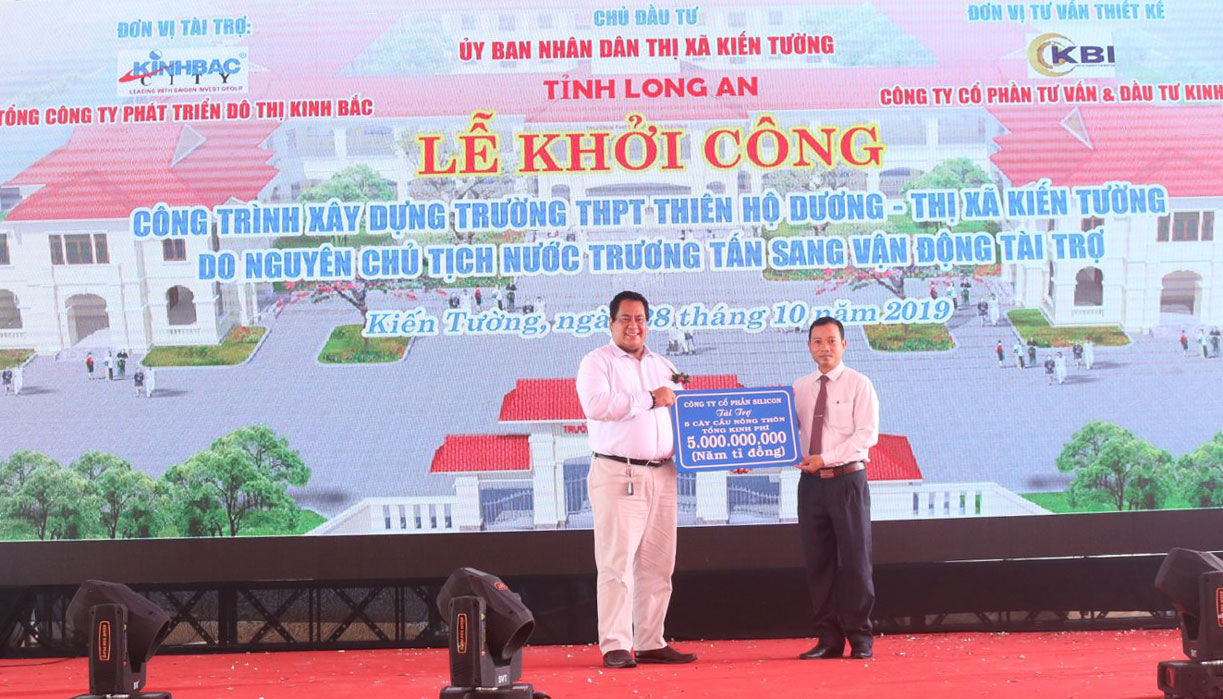 ĐƠN VỊ TÀI TRỢ:
KINHBAC
CITY
LEADING WITH SAIGON INVEST GROUP
TỔNG CÔNG TY PHÁT TRIỂN ĐÔ THỊ KINH BẮC
CHỦ ĐẦU TƯ
ỦY BAN NHÂN DÂN THỊ XÃ KIẾN TƯỜNG
TỈNH LONG AN
ĐƠN VỊ TƯ VẤN THIẾT KẾ
KBI
CÔNG TY CỔ PHẦN TƯ VẤN & ĐẦU TƯ KINH
LỄ KHỞI CÔNG
CÔNG TRÌNH XÂY DỰNG TRƯỜNG THPT THIÊN HỘ DƯƠNG - THỊ XÃ KIẾN TƯỜNG
DO NGUYÊN CHỦ TỊCH NƯỚC TRƯƠNG TẤN SANG VẬN ĐỘNG TÀI TRỢ
Kiến Tường, 8 tháng 10 năm 2019
CÔNG TY CỔ PHẦN SILICON
Tài Trợ
5 CÂY CẦU NÔNG THÔN
TỔNG KINH PHÍ
5.000.000.000
(Năm tỉ đồng)